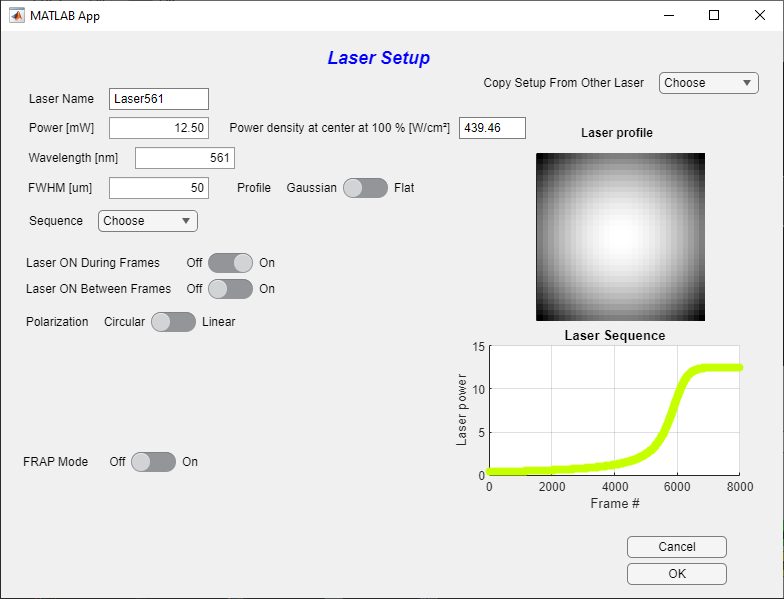 MATLAB App
Laser Setup
Copy Setup From Other Laser Choose
Laser Name Laser561
Power [mW] 12.50 Power density at center at 100 % [W/cm²] 439.46
Laser profile
Wavelength [nm] 561
FWHM [um] 50 Profile Gaussian Flat
Sequence Choose
Laser ON During Frames Off On
Laser ON Between Frames Off On
Polarization Circular Linear
Laser Sequence
15
10
5
0
Laser power
0 2000 4000 6000 8000
Frame #
FRAP Mode Off On
Cancel
OK